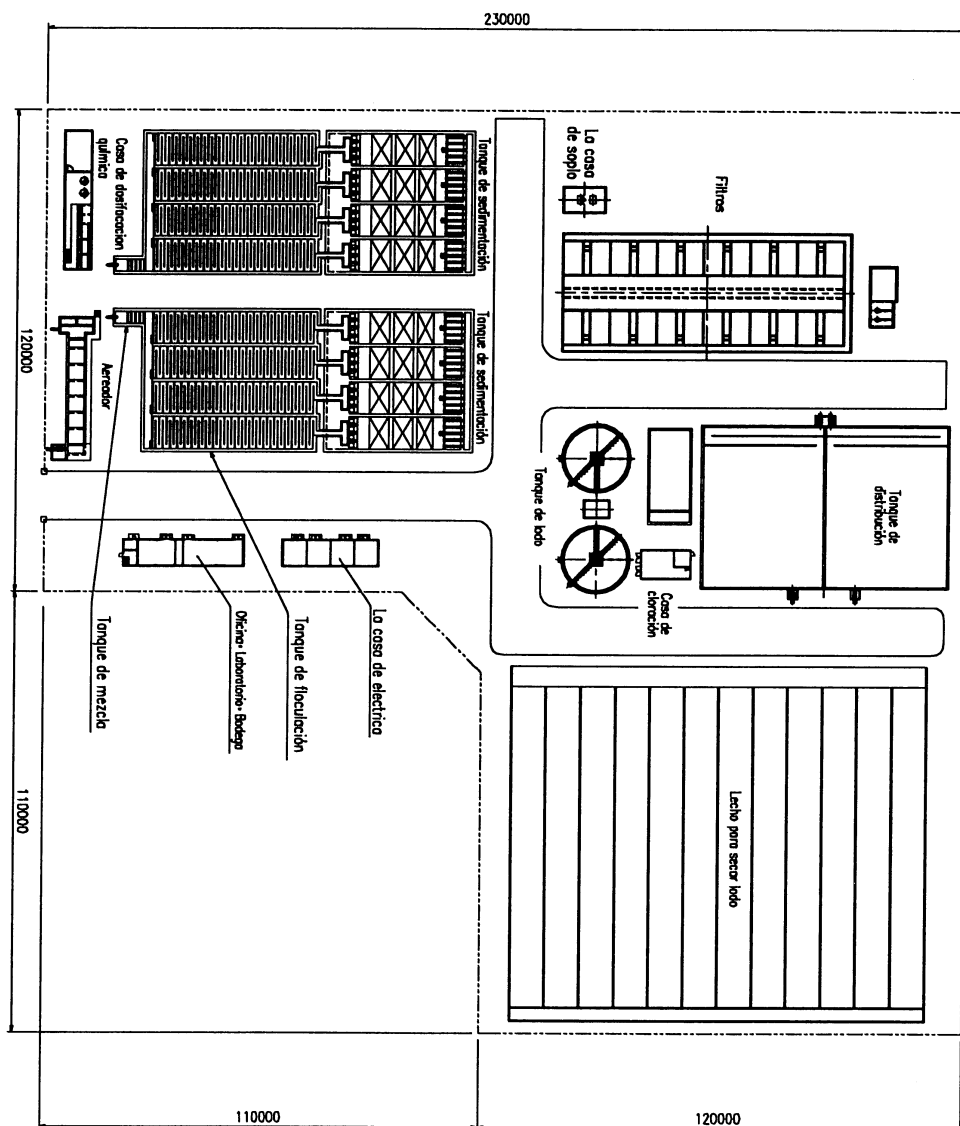 230000
Casa de dosifacacion
química
Tanque de sedimentación
La casa
de soplo
Filtros
120000
Aereador
Tanque de sedimentación
Tanque de lodo
Tanque de
distribución
Casa de
cloración
Tanque de mezcla
Oficina· Laboratorio· Bodega
Tanque de floculación
La casa de electrica
110000
Lecho para secar lodo
110000
120000